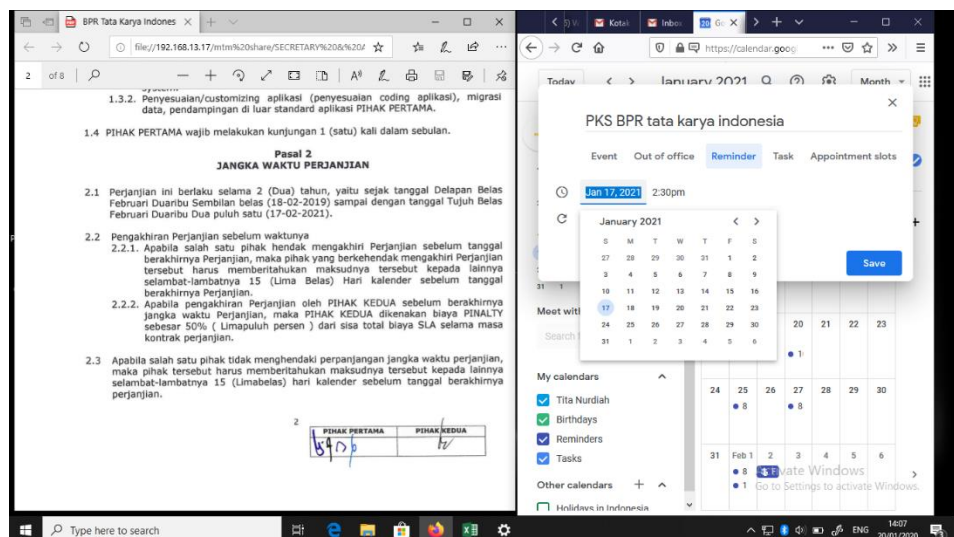 BPR Tata Karya Indones
file://192.168.13.17/mtm%20share/SECRETARY%20&%20A
2 of 8
1.3.2. Penyesuaian/customizing aplikasi (penyesuaian coding aplikasi), migrasi
data, pendampingan di luar standard aplikasi PIHAK PERTAMA.
1.4 PIHAK PERTAMA wajib melakukan kunjungan 1 (satu) kali dalam sebulan.
Pasal 2
JANGKA WAKTU PERJANJIAN
2.1 Perjanjian ini berlaku selama 2 (Dua) tahun, yaitu sejak tanggal Delapan Belas
Februari Duaribu Sembilan belas (18-02-2019) sampai dengan tanggal Tujuh Belas
Februari Duaribu Dua puluh satu (17-02-2021).
2.2 Pengakhiran Perjanjian sebelum waktunya
2.2.1. Apabila salah satu pihak hendak mengakhiri Perjanjian sebelum tanggal
berakhirnya Perjanjian, maka pihak yang berkehendak mengakhiri Perjanjian
tersebut harus memberitahukan maksudnya tersebut kepada lainnya
selambat-lambatnya 15 (Lima Belas) Hari kalender sebelum tanggal
berakhirnya Perjanjian.
2.2.2. Apabila pengakhiran Perjanjian oleh PIHAK KEDUA sebelum berakhirnya
jangka waktu Perjanjian, maka PIHAK KEDUA dikenakan biaya PINALTY
sebesar 50% ( Limapuluh persen ) dari sisa total biaya SLA selama masa
kontrak perjanjian.
2.3 Apabila salah satu pihak tidak menghendaki perpanjangan jangka waktu perjanjian,
maka pihak tersebut harus memberitahukan maksudnya tersebut kepada lainnya
selambat-lambatnya 15 (Limabelas) hari kalender sebelum tanggal berakhirnya
perjanjian.
2
PIHAK PERTAMA PIHAK KEDUA
Kotak Inbox 20 Go
https://calendar.goog
Today January 2021 Month
PKS BPR tata karya indonesia
Event Out of office Reminder Task Appointment slots
Jan 17, 2021 2:30pm
January 2021
S M T W T F S
27 28 29 30 31 1 2
3 4 5 6 7 8 9
10 11 12 13 14 15 16
17 18 19 20 21 22 23
24 25 26 27 28 29 30
31 1 2 3 4 5 6
Save
31 1
Meet with
Search
20 21 22 23
1
My calendars
Tita Nurdiah
Birthdays
Reminders
Tasks
Other calendars
Holidays in Indonesia
24 25 26 27 28 29 30
8 8
31 Feb 1 2 3 4 5 6
8
1
Activate Windows
Go to Settings to activate Windows.
Type here to search
ENG
14:07
20/01/2020